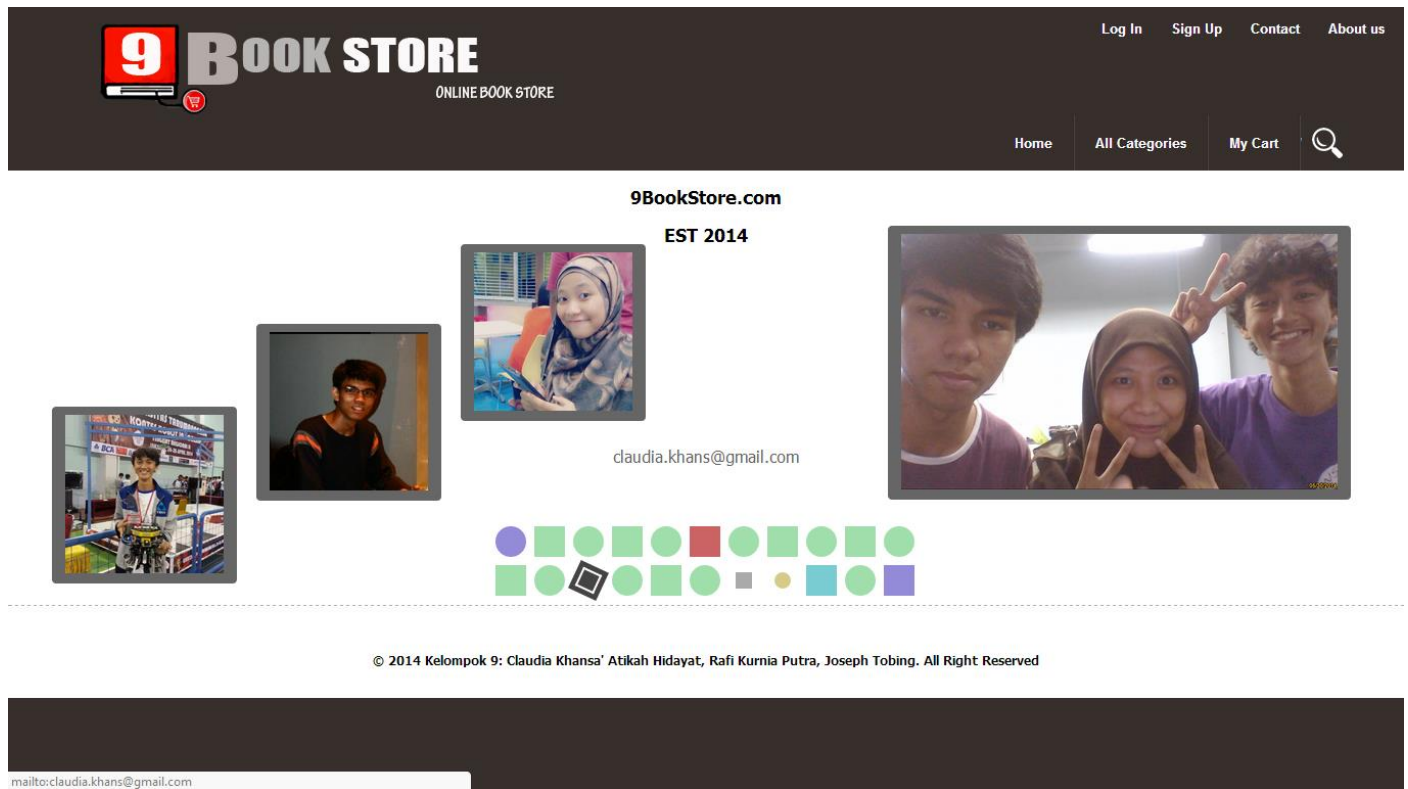 9 BOOK STORE
ONLINE BOOK STORE
Log In Sign Up Contact About us
Home All Categories My Cart
9BookStore.com
EST 2014
BCA
claudia.khans@gmail.com
© 2014 Kelompok 9: Claudia Khansa' Atikah Hidayat, Rafi Kurnia Putra, Joseph Tobing. All Right Reserved
mailto:claudia.khans@gmail.com